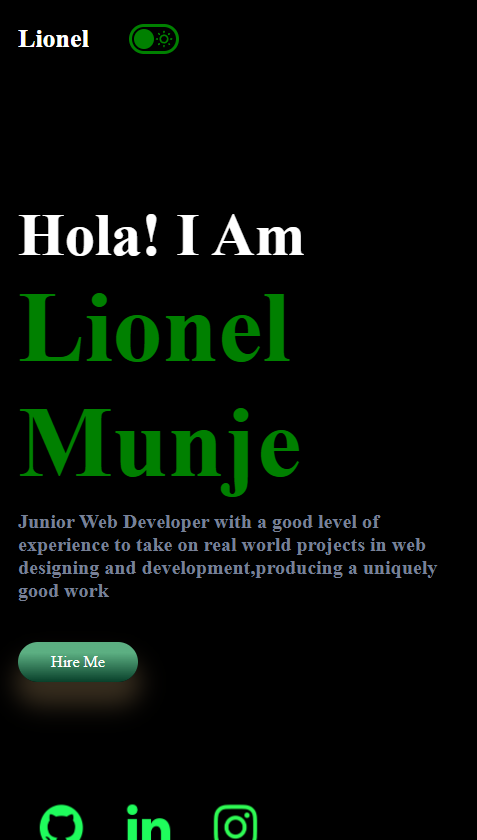 Lionel
Hola! I Am
Lionel
Munje
Junior Web Developer with a good level of
experience to take on real world projects in web
designing and development,producing a uniquely
good work
Hire Me
in